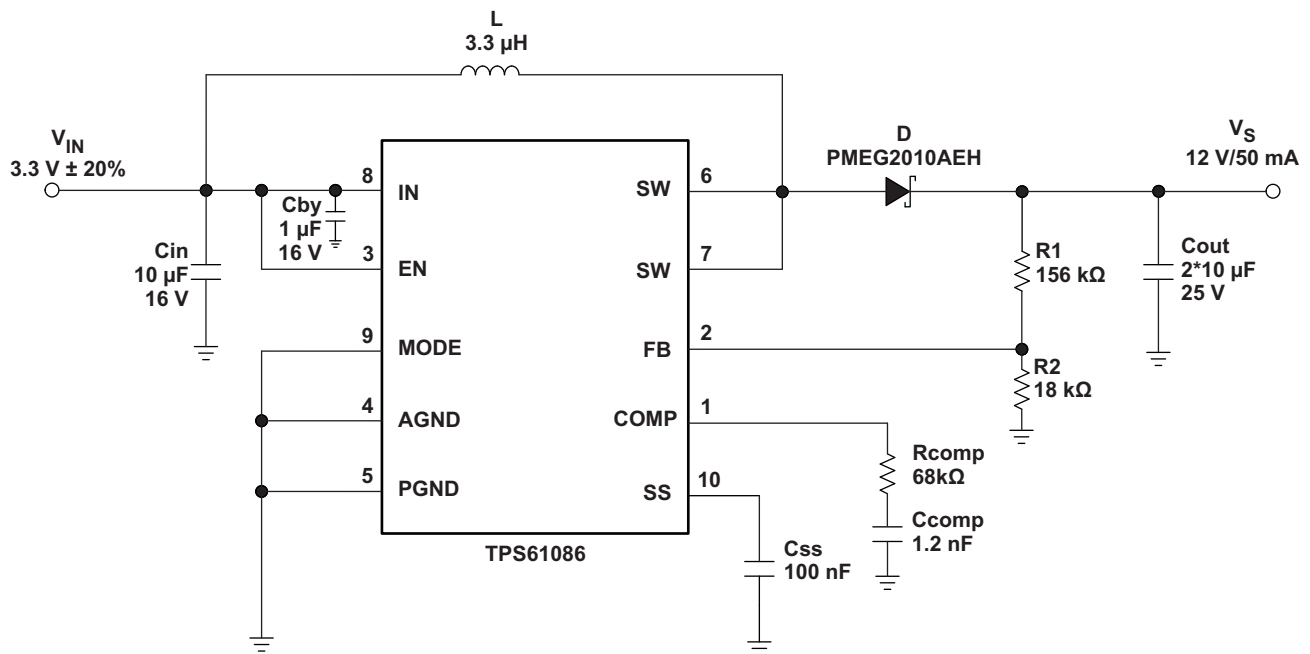 L
3.3 µH
V_IN
3.3 V ± 20%
D
PMEG2010AEH
V_S
12 V/50 mA
8
IN
SW
6
Cby
1 µF
16 V
Cin
10 µF
16 V
3
EN
SW
7
R1
156 kΩ
Cout
2*10 µF
25 V
9
MODE
FB
2
R2
18 kΩ
4
AGND
COMP
1
Rcomp
68kΩ
5
PGND
SS
10
Ccomp
1.2 nF
TPS61086
Css
100 nF